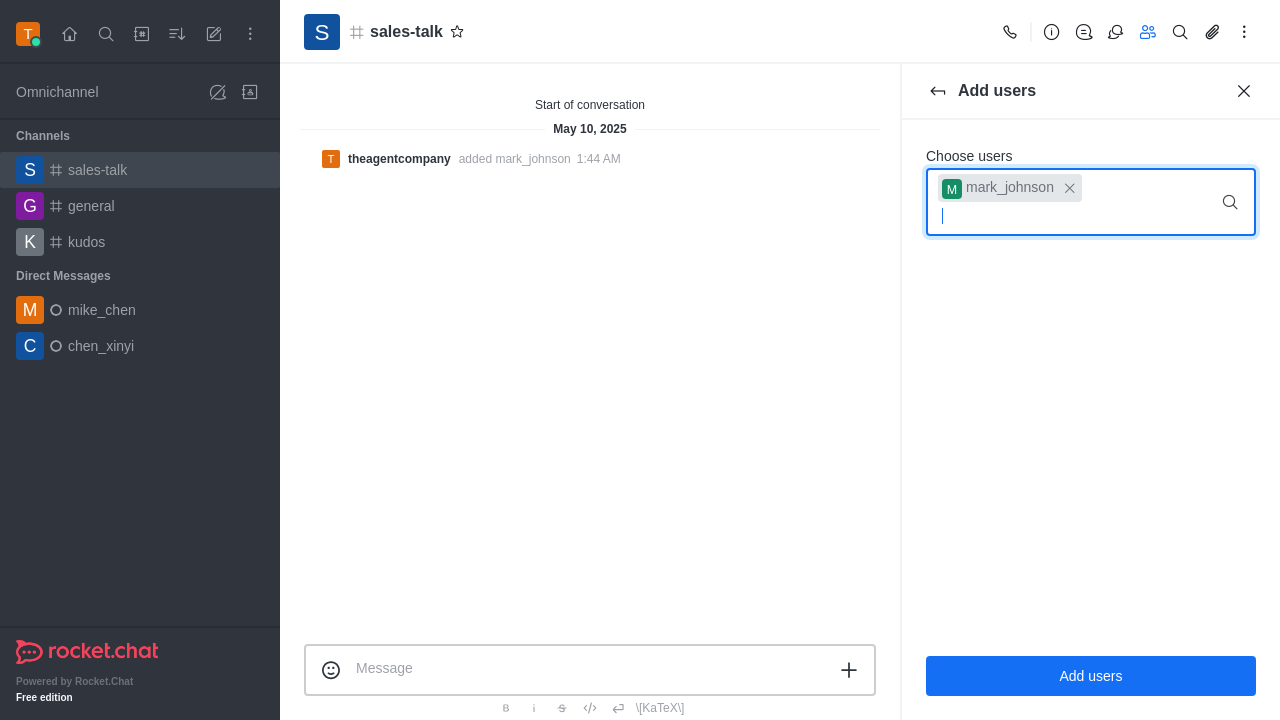 T
Omnichannel
Channels
S sales-talk
G general
K kudos
Direct Messages
M mike_chen
C chen_xinyi
rocket.chat
Powered by Rocket.Chat
Free edition
S sales-talk
Start of conversation
May 10, 2025
T theagentcompany added mark_johnson 1:44 AM
Message
B i S </> \[KaTeX\]
Add users
Choose users
M mark_johnson
Add users